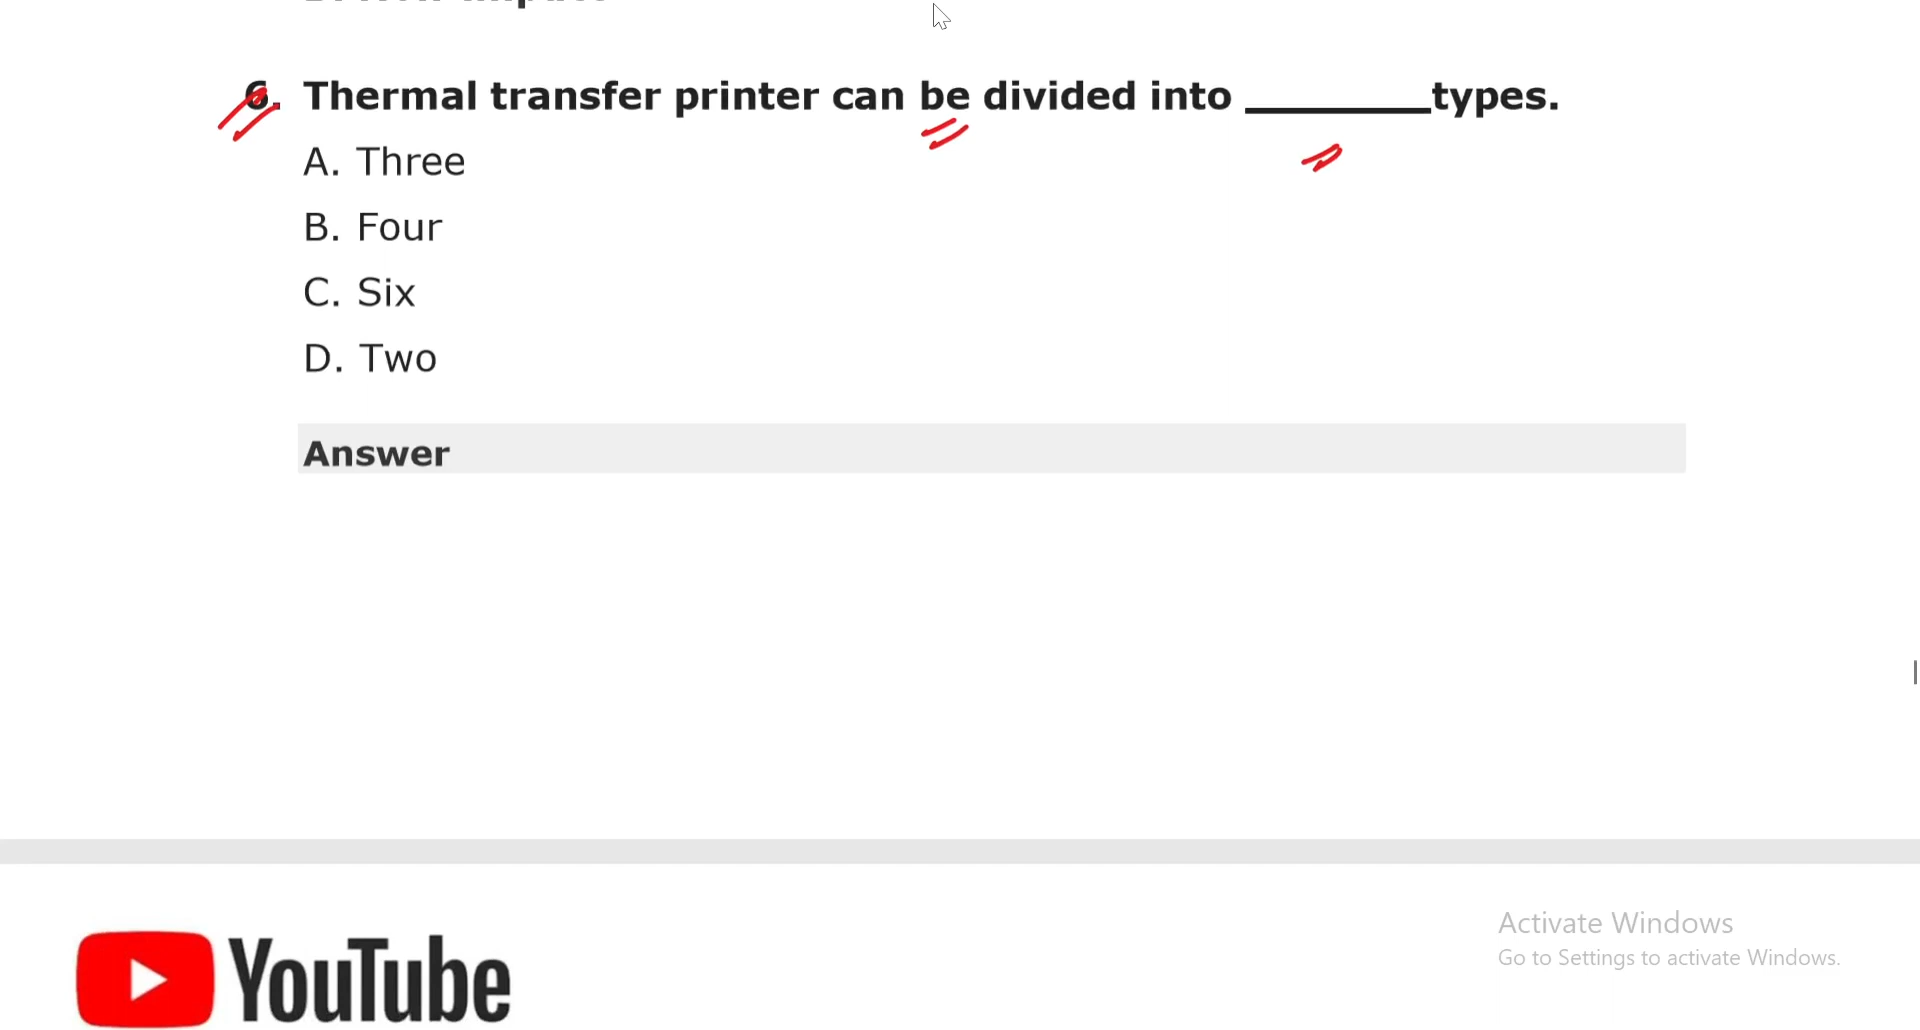 6. Thermal transfer printer can be divided into _________types.
A. Three
B. Four
C. Six
D. Two
Answer
Activate Windows
Go to Settings to activate Windows.
YouTube